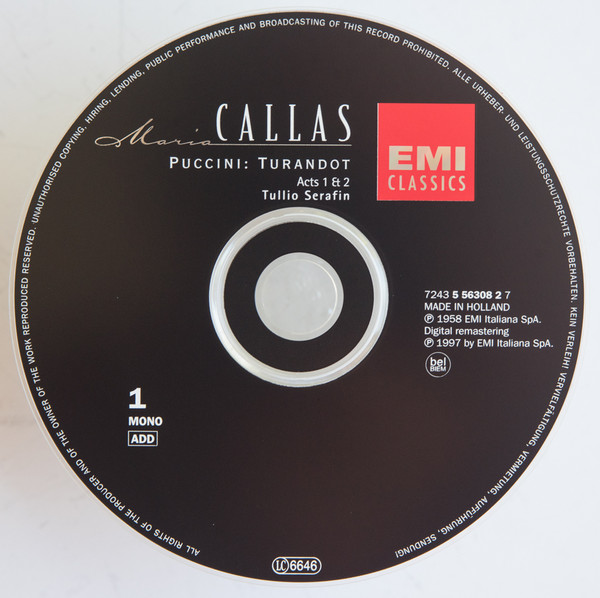 Maria CALLAS
PUCCINI: TURANDOT
Acts 1 & 2
Tullio Serafin
EMI
CLASSICS
7243 5 56308 2 7
MADE IN HOLLAND
℗ 1958 EMI Italiana SpA.
Digital remastering
℗ 1997 by EMI Italiana SpA.
bel
BIEM
1
MONO
ADD
LC 6646
ALL RIGHTS OF THE PRODUCER AND OF THE OWNER OF THE WORK REPRODUCED RESERVED. UNAUTHORISED COPYING, HIRING, LENDING, PUBLIC PERFORMANCE AND BROADCASTING OF THIS RECORD PROHIBITED. ALLE URHEBER- UND LEISTUNGSSCHUTZRECHTE VORBEHALTEN. KEIN VERLEIH! VERVIELFÄLTIGUNG, VERMIETUNG, AUFFÜHRUNG, SENDUNG!